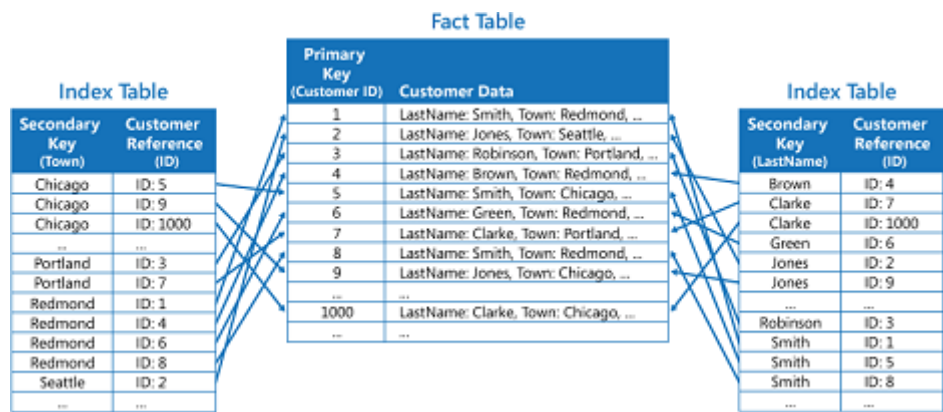 Fact Table
Primary Key (Customer ID) Customer Data
1 LastName: Smith, Town: Redmond, ...
2 LastName: Jones, Town: Seattle, ...
3 LastName: Robinson, Town: Portland, ...
4 LastName: Brown, Town: Redmond, ...
5 LastName: Smith, Town: Chicago, ...
6 LastName: Green, Town: Redmond, ...
7 LastName: Clarke, Town: Portland, ...
8 LastName: Smith, Town: Redmond, ...
9 LastName: Jones, Town: Chicago, ...
... ...
1000 LastName: Clarke, Town: Chicago, ...
... ...
Index Table
Secondary Key (Town) Customer Reference (ID)
Chicago ID: 5
Chicago ID: 9
Chicago ID: 1000
... ...
Portland ID: 3
Portland ID: 7
Redmond ID: 1
Redmond ID: 4
Redmond ID: 6
Redmond ID: 8
Seattle ID: 2
... ...
Index Table
Secondary Key (LastName) Customer Reference (ID)
Brown ID: 4
Clarke ID: 7
Clarke ID: 1000
Green ID: 6
Jones ID: 2
Jones ID: 9
... ...
Robinson ID: 3
Smith ID: 1
Smith ID: 5
Smith ID: 8
... ...